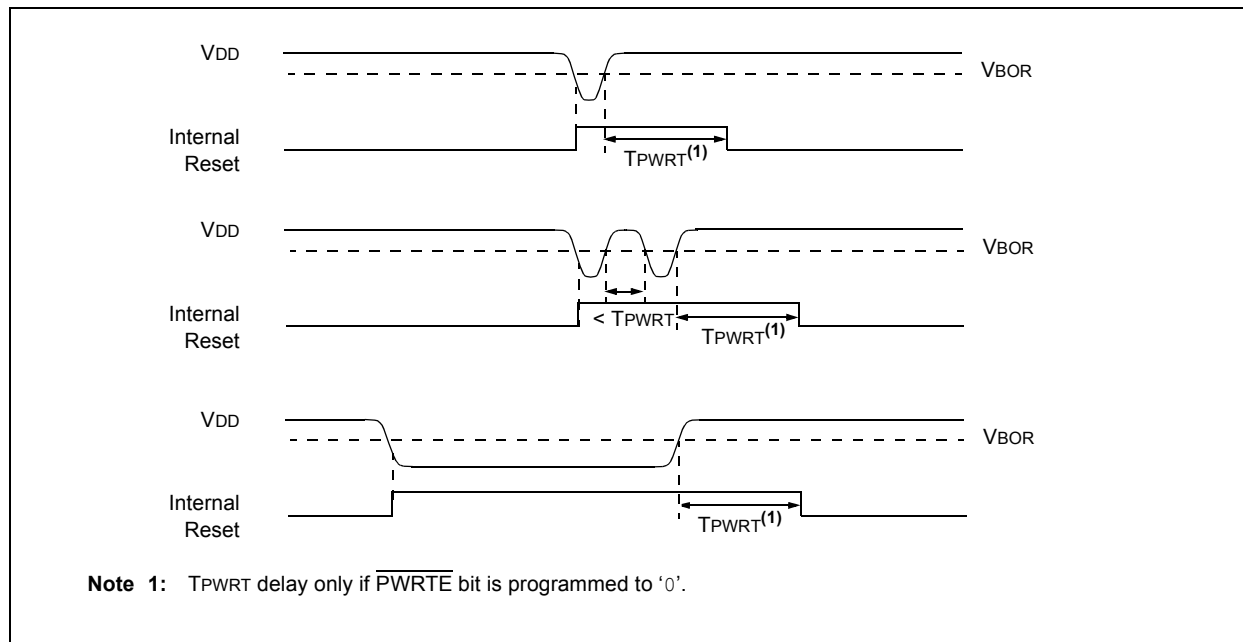 VDD
VBOR
Internal
Reset
TPWRT(1)
VDD
VBOR
Internal
Reset
< TPWRT
TPWRT(1)
VDD
VBOR
Internal
Reset
TPWRT(1)
Note 1: TPWRT delay only if PWRTE bit is programmed to ‘0’.